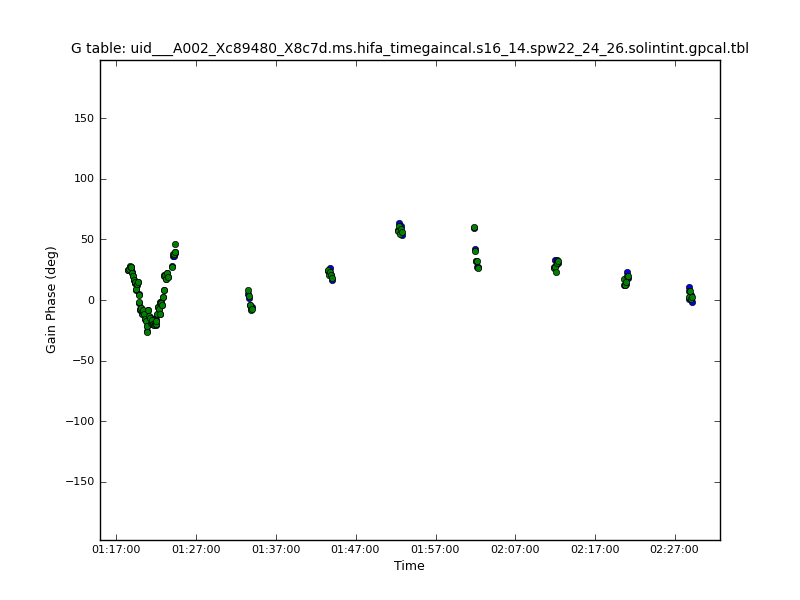 G table: uid___A002_Xc89480_X8c7d.ms.hifa_timegaincal.s16_14.spw22_24_26.solintint.gpcal.tbl
150
100
50
0
−50
−100
−150
Gain Phase (deg)
01:17:00 01:27:00 01:37:00 01:47:00 01:57:00 02:07:00 02:17:00 02:27:00
Time